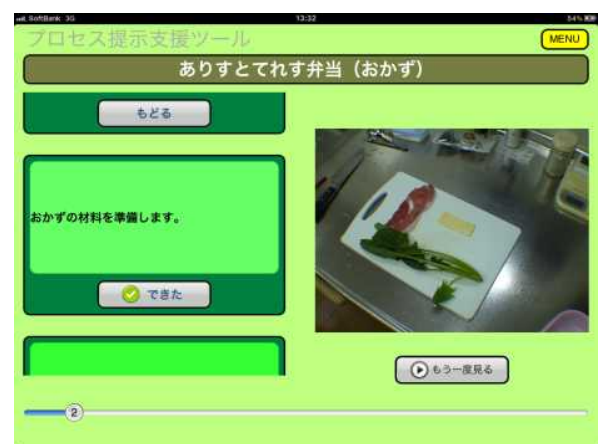 SoftBank 3G
13:32
54%
プロセス提示支援ツール
MENU
ありすとてれす弁当（おかず）
もどる
おかずの材料を準備します。
できた
もう一度見る
2